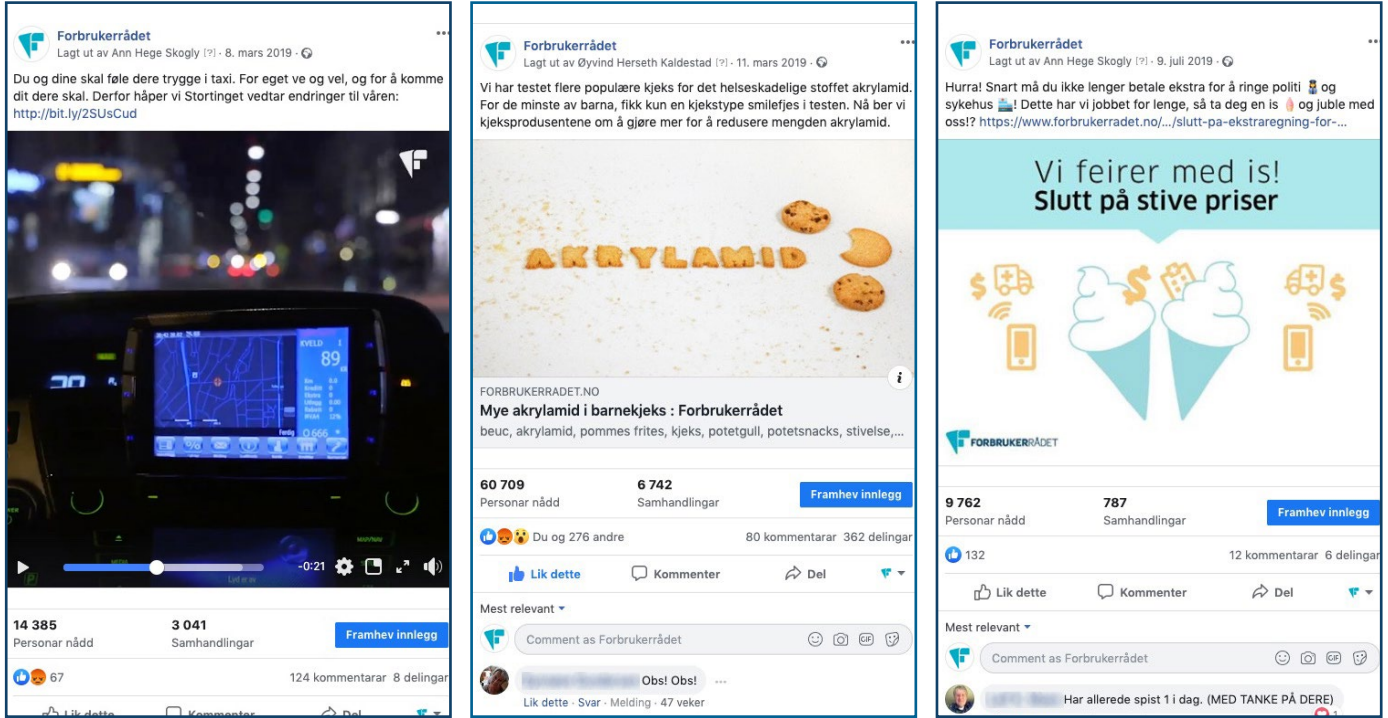 Forbrukerrådet
Lagt ut av Ann Hege Skogly [?] · 8. mars 2019 ·
Du og dine skal føle dere trygge i taxi. For eget ve og vel, og for å komme
dit dere skal. Derfor håper vi Stortinget vedtar endringer til våren:
http://bit.ly/2SUsCud
KVELD 1
89
Ferdig
-0:21
14 385
Personar nådd
3 041
Samhandlingar
Framhev innlegg
67
124 kommentarar 8 delingar
Lik dette Kommenter Del
Forbrukerrådet
Lagt ut av Øyvind Herseth Kaldestad [?] · 11. mars 2019 ·
Vi har testet flere populære kjeks for det helseskadelige stoffet akrylamid.
For de minste av barna, fikk kun en kjekstype smilefjes i testen. Nå ber vi
kjeksprodusentene om å gjøre mer for å redusere mengden akrylamid.
AKRYLAMID
FORBRUKERRADET.NO
Mye akrylamid i barnekjeks : Forbrukerrådet
beuc, akrylamid, pommes frites, kjeks, potetgull, potetsnacks, stivelse,...
60 709
Personar nådd
6 742
Samhandlingar
Framhev innlegg
Du og 276 andre
80 kommentarar 362 delingar
Lik dette Kommenter Del
Mest relevant
Comment as Forbrukerrådet
GIF
Obs! Obs!
Lik dette · Svar · Melding · 47 veker
Forbrukerrådet
Lagt ut av Ann Hege Skogly [?] · 9. juli 2019 ·
Hurra! Snart må du ikke lenger betale ekstra for å ringe politi og
sykehus! Dette har vi jobbet for lenge, så ta deg en is og juble med
oss!? https://www.forbrukerradet.no/.../slutt-pa-ekstraregning-for-...
Vi feirer med is!
Slutt på stive priser
FORBRUKERRÅDET
9 762
Personar nådd
787
Samhandlingar
Framhev innlegg
132
12 kommentarar 6 delingar
Lik dette Kommenter Del
Mest relevant
Comment as Forbrukerrådet
GIF
Har allerede spist 1 i dag. (MED TANKE PÅ DERE)
1